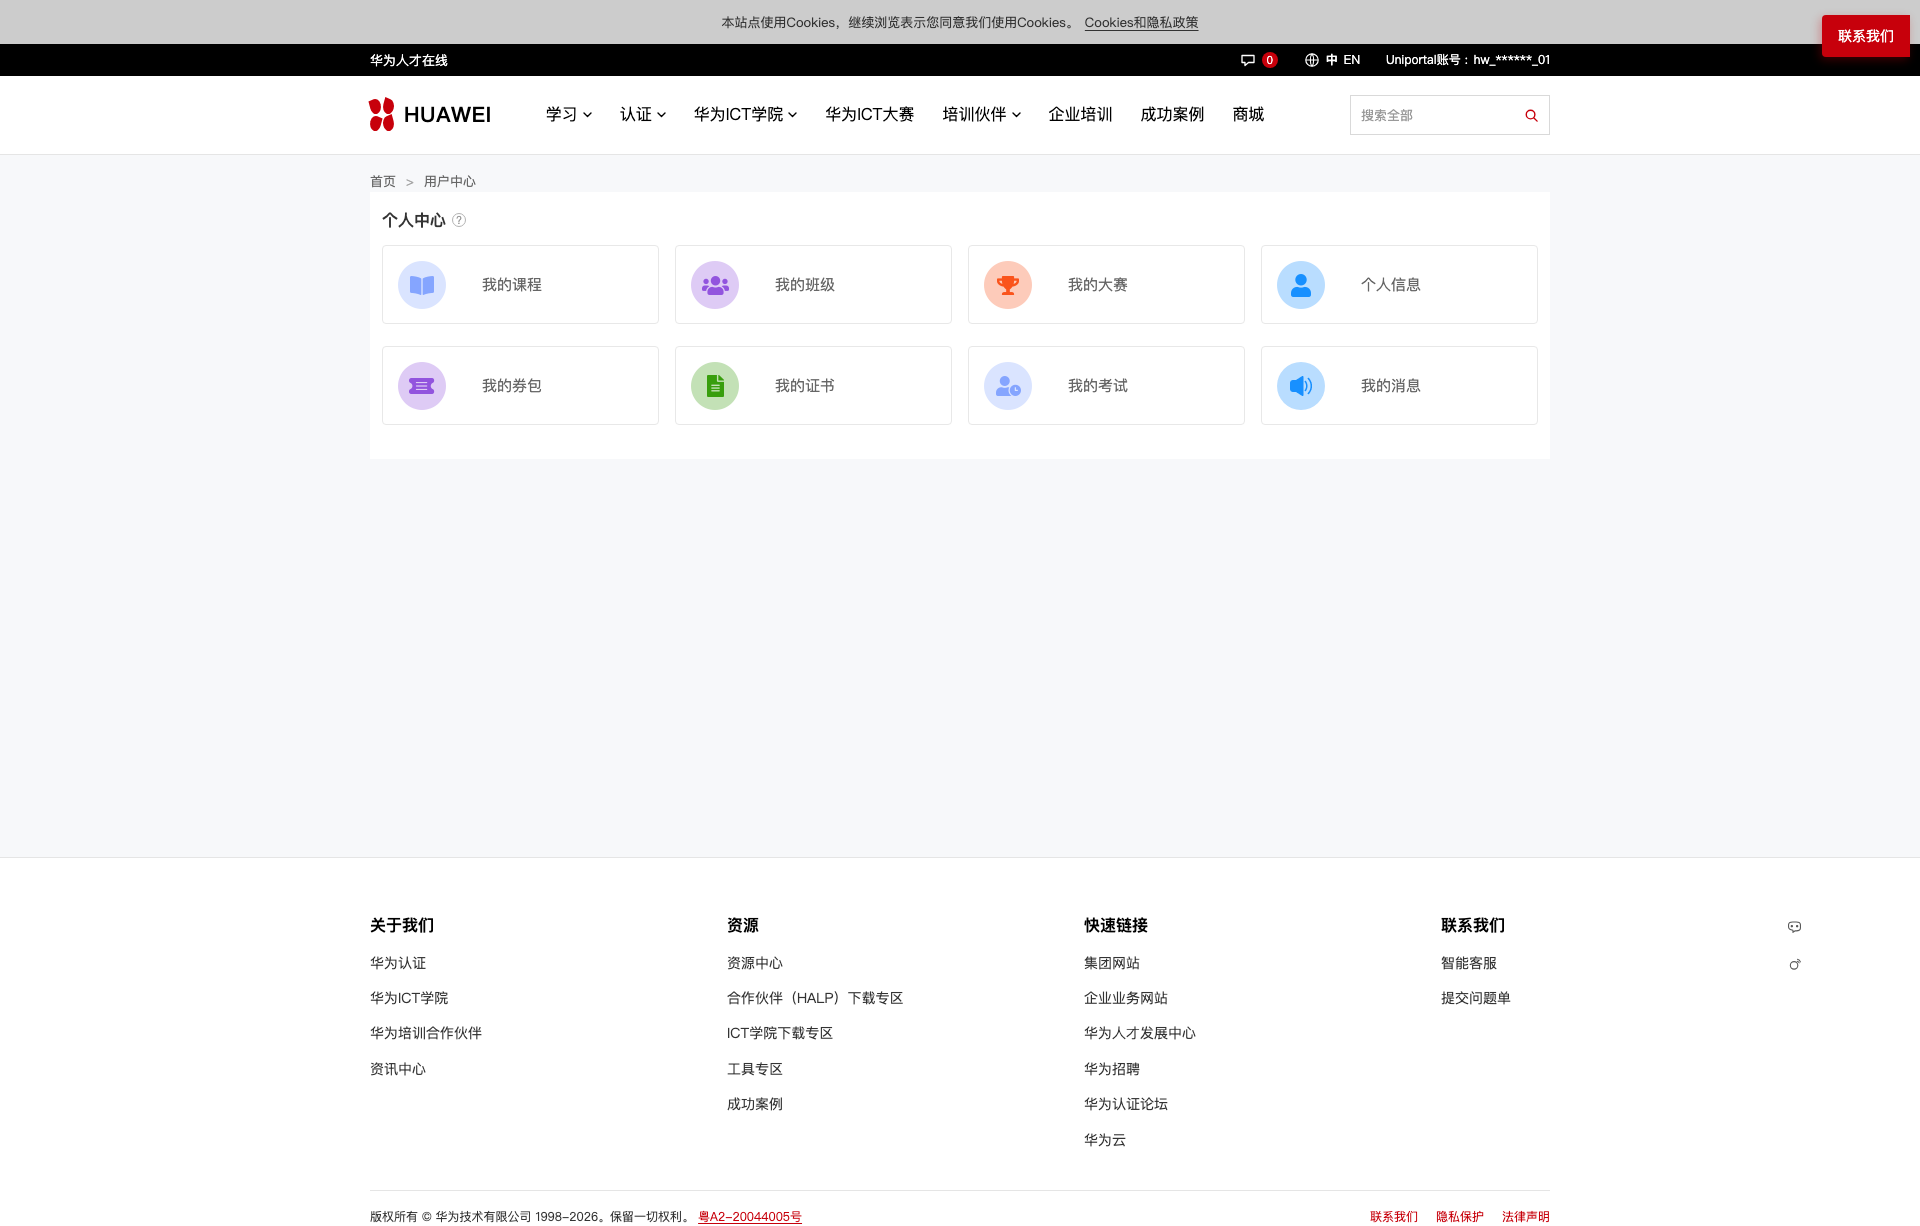 本站点使用Cookies，继续浏览表示您同意我们使用Cookies。 Cookies和隐私政策
联系我们
华为人才在线
0 中 EN Uniportal账号：hw_******_01
HUAWEI 学习 认证 华为ICT学院 华为ICT大赛 培训伙伴 企业培训 成功案例 商城 搜索全部
首页 > 用户中心
个人中心 ?
我的课程 我的班级 我的大赛 个人信息
我的券包 我的证书 我的考试 我的消息
关于我们 资源 快速链接 联系我们
华为认证 资源中心 集团网站 智能客服
华为ICT学院 合作伙伴（HALP）下载专区 企业业务网站 提交问题单
华为培训合作伙伴 ICT学院下载专区 华为人才发展中心
资讯中心 工具专区 华为招聘
成功案例 华为认证论坛
华为云
版权所有 © 华为技术有限公司 1998-2026。保留一切权利。 粤A2-20044005号 联系我们 隐私保护 法律声明